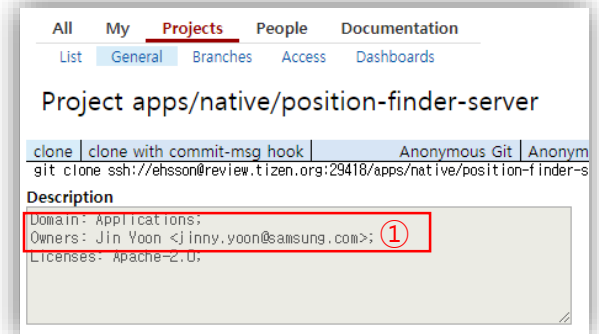 All My Projects People Documentation
List General Branches Access Dashboards
Project apps/native/position-finder-server
clone clone with commit-msg hook Anonymous Git Anonym
git clone ssh://ehsson@review.tizen.org:29418/apps/native/position-finder-s
Description
Domain: Applications;
Owners: Jin Yoon <jinny.yoon@samsung.com>; ①
Licenses: Apache-2.0;